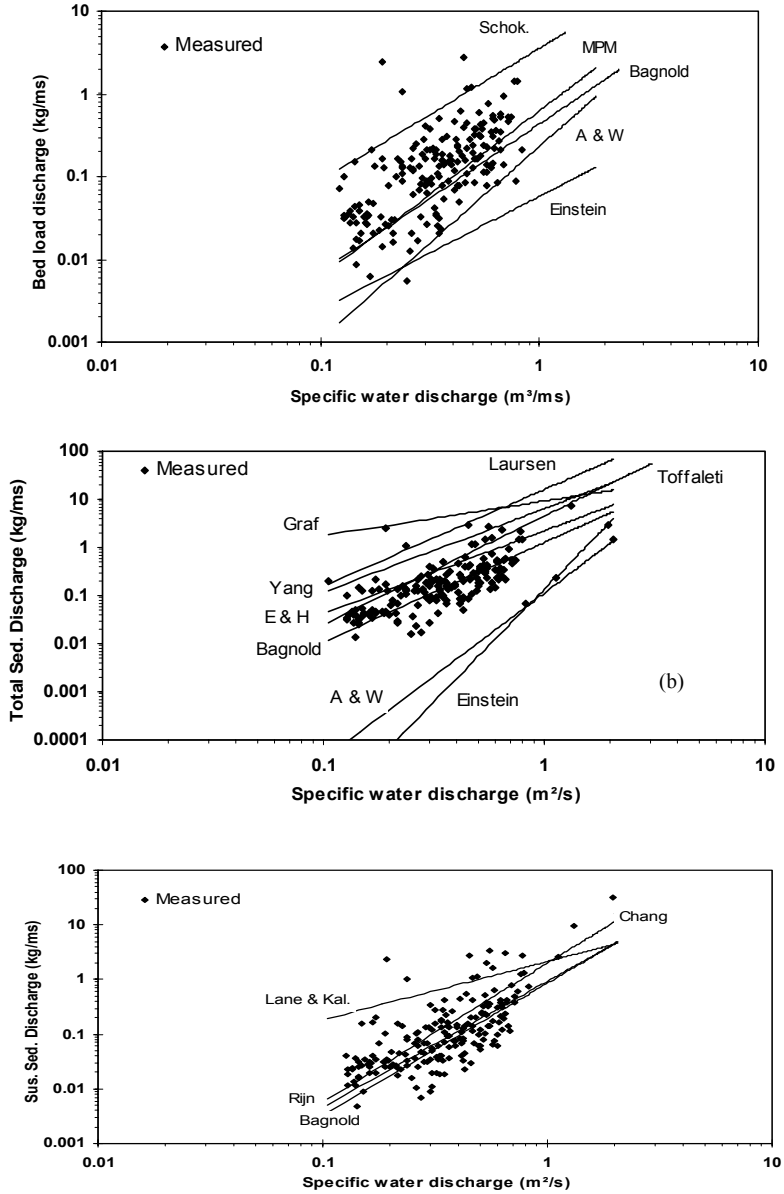 Measured
Schok.
MPM
Bagnold
A & W
Einstein
Bed load discharge (kg/ms)
10
1
0.1
0.01
0.001
0.01 0.1 1 10
Specific water discharge (m³/ms)
Measured
Laursen
Toffaleti
Graf
Yang
E & H
Bagnold
A & W
Einstein
(b)
Total Sed. Discharge (kg/ms)
100
10
1
0.1
0.01
0.001
0.0001
0.01 0.1 1 10
Specific water discharge (m²/s)
Measured
Chang
Lane & Kal.
Rijn
Bagnold
Sus. Sed. Discharge (kg/ms)
100
10
1
0.1
0.01
0.001
0.01 0.1 1 10
Specific water discharge (m²/s)